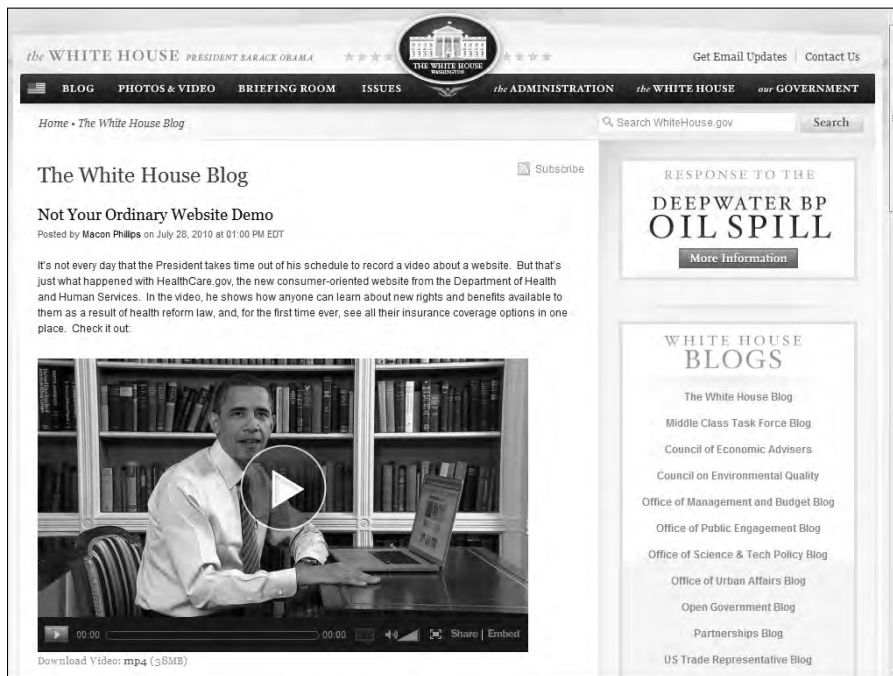 the WHITE HOUSE PRESIDENT BARACK OBAMA
THE WHITE HOUSE
WASHINGTON
Get Email Updates | Contact Us
BLOG PHOTOS & VIDEO BRIEFING ROOM ISSUES the ADMINISTRATION the WHITE HOUSE our GOVERNMENT
Home • The White House Blog
Search WhiteHouse.gov Search
The White House Blog
Subscribe
Not Your Ordinary Website Demo
Posted by Macon Phillips on July 28, 2010 at 01:00 PM EDT
It's not every day that the President takes time out of his schedule to record a video about a website. But that's
just what happened with HealthCare.gov, the new consumer-oriented website from the Department of Health
and Human Services. In the video, he shows how anyone can learn about new rights and benefits available to
them as a result of health reform law, and, for the first time ever, see all their insurance coverage options in one
place. Check it out:
00:00 00:00 Share | Embed
Download Video: mp4 (38MB)
RESPONSE TO THE
DEEPWATER BP
OIL SPILL
More Information
WHITE HOUSE
BLOGS
The White House Blog
Middle Class Task Force Blog
Council of Economic Advisers
Council on Environmental Quality
Office of Management and Budget Blog
Office of Public Engagement Blog
Office of Science & Tech Policy Blog
Office of Urban Affairs Blog
Open Government Blog
Partnerships Blog
US Trade Representative Blog